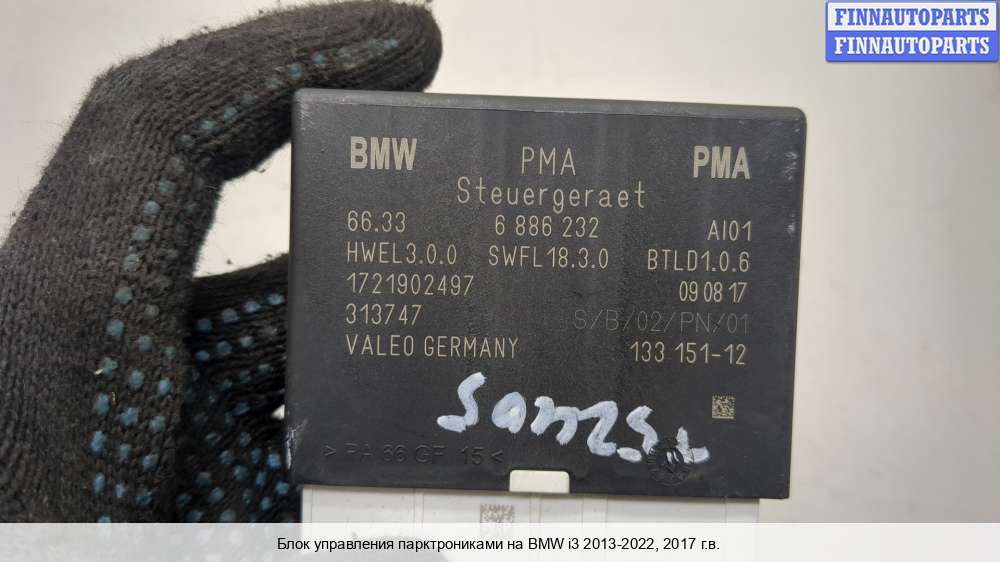 FINNAUTOPARTS
FINNAUTOPARTS
BMW PMA PMA
Steuergeraet
66.33 6 886 232 AI01
HWEL3.0.0 SWFL18.3.0 BTLD1.0.6
1721902497 09 08 17
313747 S/B/02/PN/01
VALEO GERMANY 133 151-12
> PA 66 GF 15 <
Блок управления парктрониками на BMW i3 2013-2022, 2017 г.в.